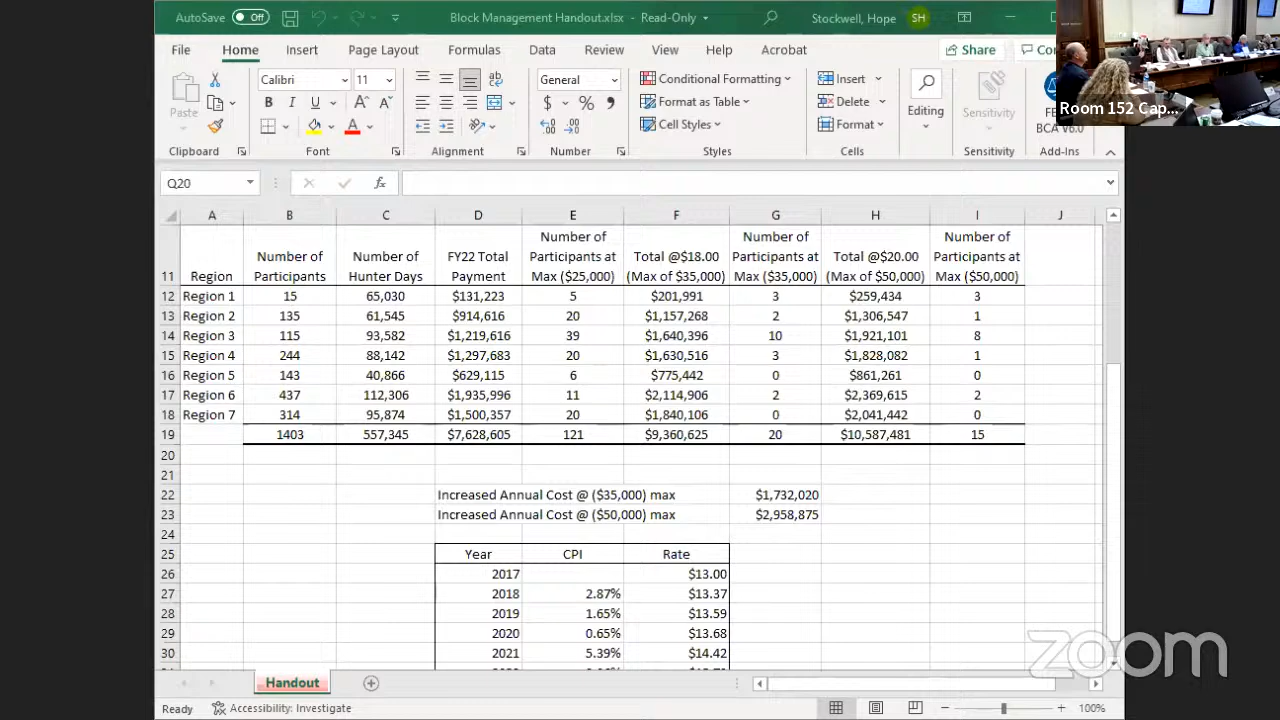 AutoSave Off Block Management Handout.xlsx - Read-Only Stockwell, Hope SH
File Home Insert Page Layout Formulas Data Review View Help Acrobat Share
Room 152 Cap...
Calibri 11 General Conditional Formatting Insert
Paste B I U $ % 9 Format as Table Delete Editing Sensitivity
A Cell Styles Format BCA v6.0
Clipboard Font Alignment Number Styles Cells Sensitivity Add-Ins
Q20 fx
A B C D E F G H I J
11 Region Number of Participants Number of Hunter Days FY22 Total Payment Number of Participants at Max ($25,000) Total @$18.00 (Max of $35,000) Number of Participants at Max ($35,000) Total @$20.00 (Max of $50,000) Number of Participants at Max ($50,000)
12 Region 1 15 65,030 $131,223 5 $201,991 3 $259,434 3
13 Region 2 135 61,545 $914,616 20 $1,157,268 2 $1,306,547 1
14 Region 3 115 93,582 $1,219,616 39 $1,640,396 10 $1,921,101 8
15 Region 4 244 88,142 $1,297,683 20 $1,630,516 3 $1,828,082 1
16 Region 5 143 40,866 $629,115 6 $775,442 0 $861,261 0
17 Region 6 437 112,306 $1,935,996 11 $2,114,906 2 $2,369,615 2
18 Region 7 314 95,874 $1,500,357 20 $1,840,106 0 $2,041,442 0
19 1403 557,345 $7,628,605 121 $9,360,625 20 $10,587,481 15
20
21
22 Increased Annual Cost @ ($35,000) max $1,732,020
23 Increased Annual Cost @ ($50,000) max $2,958,875
24
25 Year CPI Rate
26 2017 $13.00
27 2018 2.87% $13.37
28 2019 1.65% $13.59
29 2020 0.65% $13.68
30 2021 5.39% $14.42
zoom
Handout
Ready Accessibility: Investigate 100%